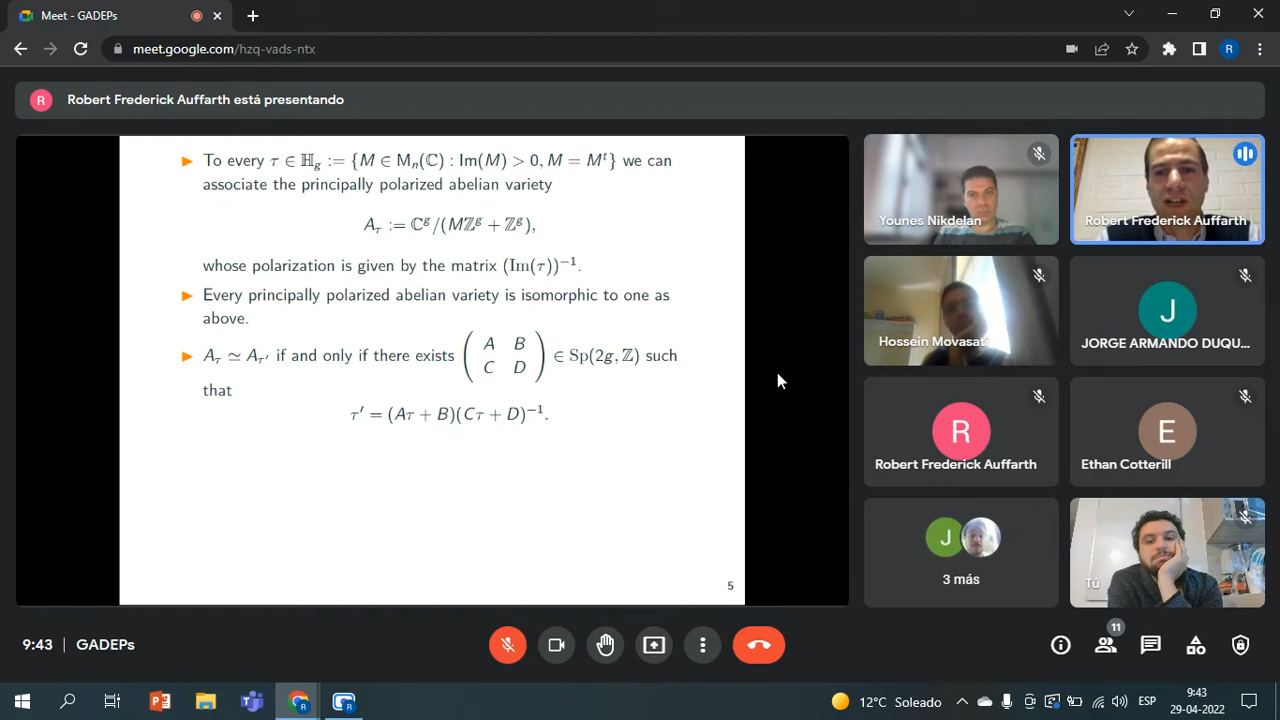 Meet - GADEPs
meet.google.com/hzq-vads-ntx
R
R
Robert Frederick Auffarth está presentando
► To every τ ∈ ℍ_g := {M ∈ M_n(ℂ) : Im(M) > 0, M = M^t} we can
associate the principally polarized abelian variety
A_τ := ℂ^g/(Mℤ^g + ℤ^g),
whose polarization is given by the matrix (Im(τ))^−1.
► Every principally polarized abelian variety is isomorphic to one as
above.
► A_τ ≃ A_τ′ if and only if there exists ( A B C D ) ∈ Sp(2g, ℤ) such
that
τ′ = (Aτ + B)(Cτ + D)^−1.
5
Younes Nikdelan
Robert Frederick Auffarth
Hossein Movasati
J
JORGE ARMANDO DUQU...
R
Robert Frederick Auffarth
E
Ethan Cotterill
J
3 más
Tú
9:43 | GADEPs
11
12°C Soleado
ESP
9:43
29-04-2022